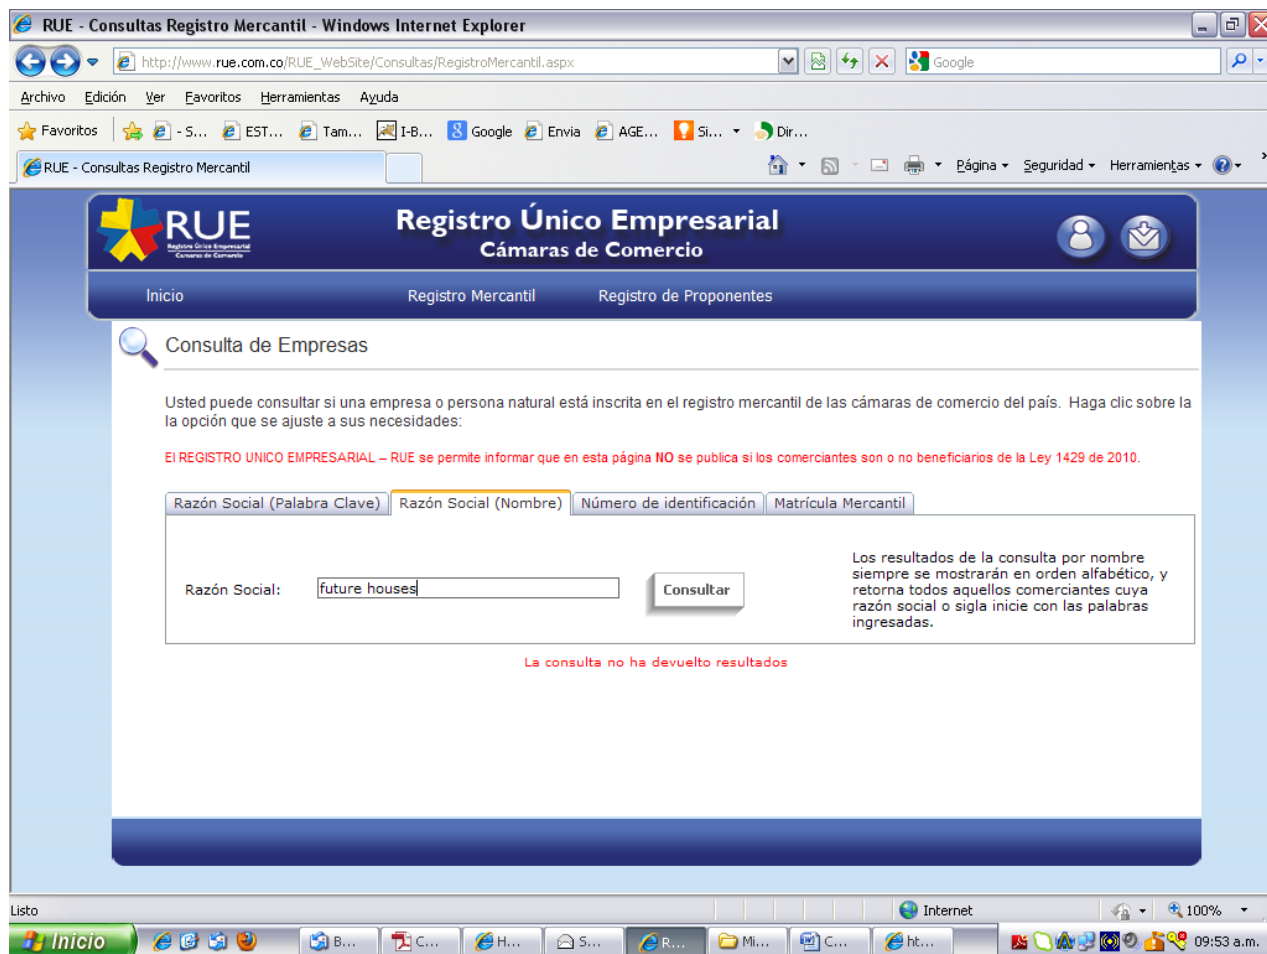 RUE - Consultas Registro Mercantil - Windows Internet Explorer
http://www.rue.com.co/RUE_WebSite/Consultas/RegistroMercantil.aspx
Google
Archivo Edición Ver Favoritos Herramientas Ayuda
Favoritos - S... EST... Tam... I-B... Google Envia AGE... Si... Dir...
RUE - Consultas Registro Mercantil
Página Seguridad Herramientas
RUE
Registro Único Empresarial
Cámaras de Comercio
Registro Único Empresarial
Cámaras de Comercio
Inicio Registro Mercantil Registro de Proponentes
Consulta de Empresas
Usted puede consultar si una empresa o persona natural está inscrita en el registro mercantil de las cámaras de comercio del país. Haga clic sobre la
la opción que se ajuste a sus necesidades:
El REGISTRO UNICO EMPRESARIAL – RUE se permite informar que en esta página NO se publica si los comerciantes son o no beneficiarios de la Ley 1429 de 2010.
Razón Social (Palabra Clave) Razón Social (Nombre) Número de identificación Matrícula Mercantil
Razón Social: future houses Consultar
Los resultados de la consulta por nombre
siempre se mostrarán en orden alfabético, y
retorna todos aquellos comerciantes cuya
razón social o sigla inicie con las palabras
ingresadas.
La consulta no ha devuelto resultados
Listo Internet 100%
Inicio B... C... H... S... R... Mi... C... ht... 09:53 a.m.